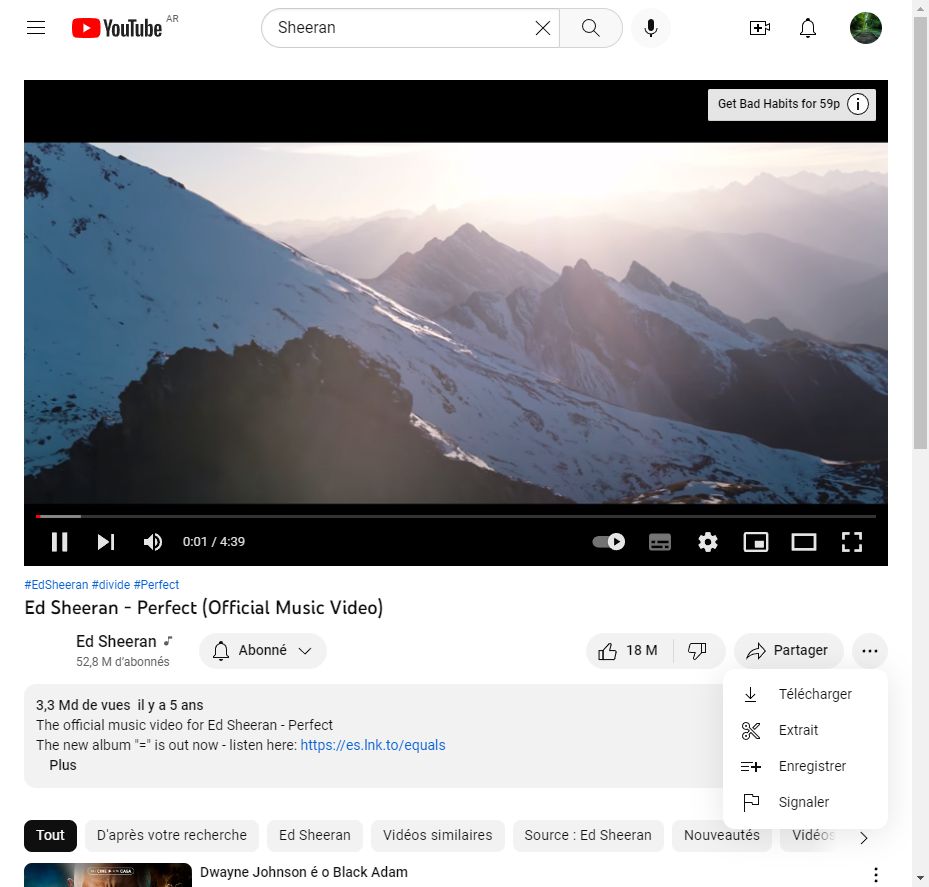 YouTube AR
Sheeran
Get Bad Habits for 59p
0:01 / 4:39
#EdSheeran #divide #Perfect
Ed Sheeran - Perfect (Official Music Video)
Ed Sheeran
52,8 M d’abonnés
Abonné
18 M
Partager
3,3 Md de vues il y a 5 ans
The official music video for Ed Sheeran - Perfect
The new album "=" is out now - listen here: https://es.lnk.to/equals
Plus
Télécharger
Extrait
Enregistrer
Signaler
Tout
D'après votre recherche
Ed Sheeran
Vidéos similaires
Source : Ed Sheeran
Nouveautés
Vidéos
Dwayne Johnson é o Black Adam